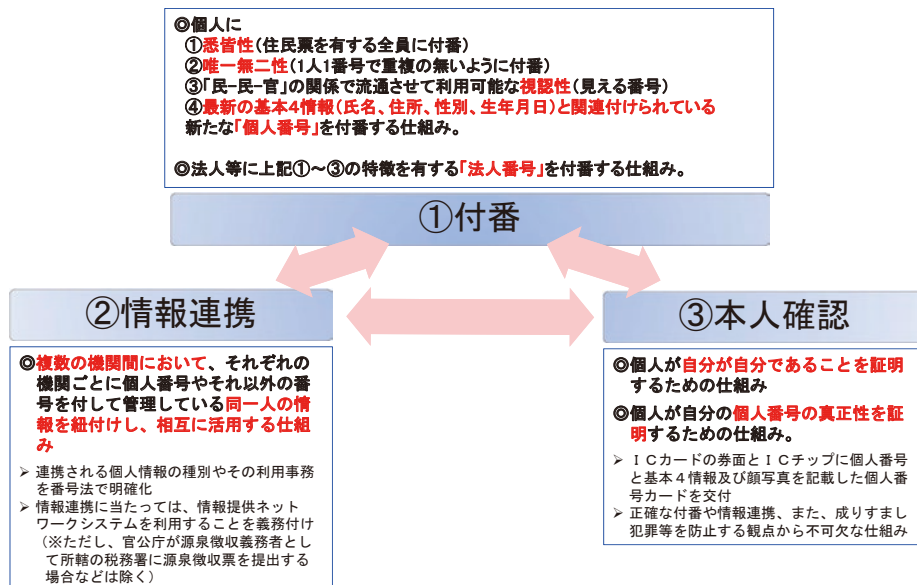 ◎個人に
①悉皆性(住民票を有する全員に付番)
②唯一無二性(1人1番号で重複の無いように付番)
③「民-民-官」の関係で流通させて利用可能な視認性(見える番号)
④最新の基本4情報(氏名、住所、性別、生年月日)と関連付けられている
新たな「個人番号」を付番する仕組み。
◎法人等に上記①～③の特徴を有する「法人番号」を付番する仕組み。
①付番
②情報連携
◎複数の機関間において、それぞれの
機関ごとに個人番号やそれ以外の番
号を付して管理している同一人の情
報を紐付けし、相互に活用する仕組
み
➢ 連携される個人情報の種別やその利用事務
を番号法で明確化
➢ 情報連携に当たっては、情報提供ネット
ワークシステムを利用することを義務付け
(※ただし、官公庁が源泉徴収義務者とし
て所轄の税務署に源泉徴収票を提出する
場合などは除く)
③本人確認
◎個人が自分が自分であることを証明
するための仕組み
◎個人が自分の個人番号の真正性を証
明するための仕組み。
➢ ＩＣカードの券面とＩＣチップに個人番号
と基本４情報及び顔写真を記載した個人番
号カードを交付
➢ 正確な付番や情報連携、また、成りすまし
犯罪等を防止する観点から不可欠な仕組み